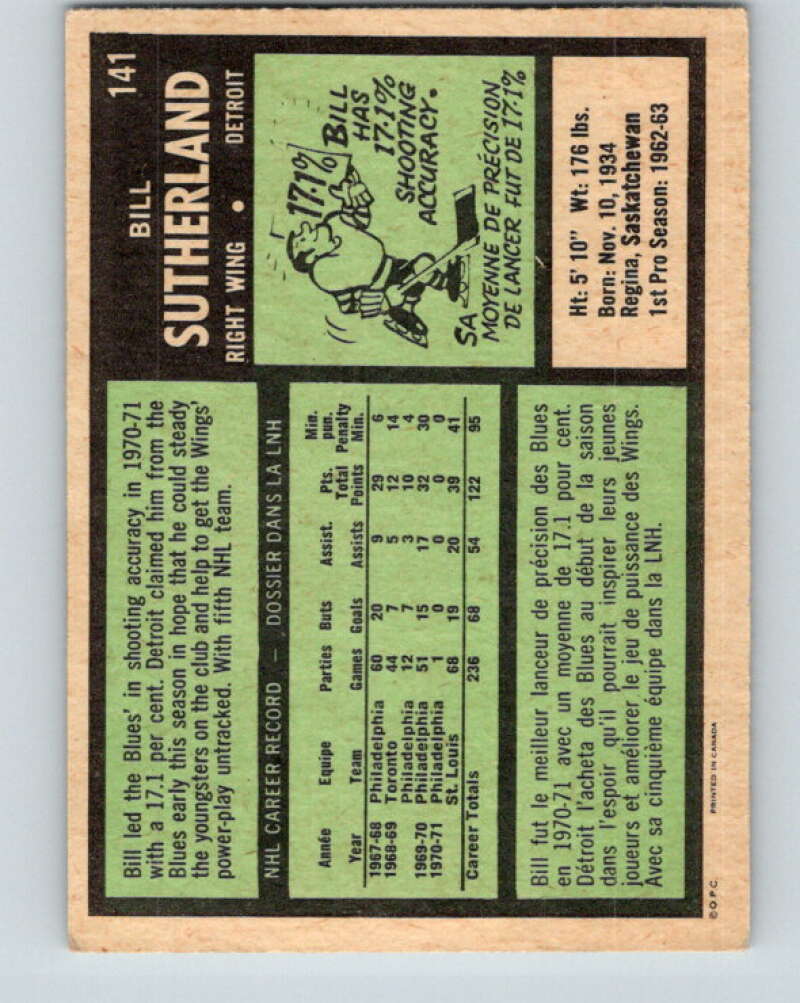 141
BILL
SUTHERLAND
RIGHT WING • DETROIT
Bill led the Blues' in shooting accuracy in 1970-71
with a 17.1 per cent. Detroit claimed him from the
Blues early this season in hope that he could steady
the youngsters on the club and help to get the Wings'
power-play untracked. With fifth NHL team.
17.1%
BILL
HAS
17.1%
SHOOTING
ACCURACY.
SA
MOYENNE DE PRÉCISION
DE LANCER FUT DE 17.1%
NHL CAREER RECORD — DOSSIER DANS LA LNH
Année Equipe Parties Buts Assist. Pts. Total Min. pun. Penalty
Year Team Games Goals Assists Points Min.
1967-68 Philadelphia 60 20 9 29 6
1968-69 Toronto 44 7 5 12 14
Philadelphia 12 7 3 10 4
1969-70 Philadelphia 51 15 17 32 30
1970-71 Philadelphia 1 0 0 0 0
St. Louis 68 19 20 39 41
Career Totals 236 68 54 122 95
Ht: 5' 10" Wt: 176 lbs.
Born: Nov. 10, 1934
Regina, Saskatchewan
1st Pro Season: 1962-63
Bill fut le meilleur lanceur de précision des Blues
en 1970-71 avec un moyenne de 17.1 pour cent.
Détroit l'acheta des Blues au début de la saison
dans l'espoir qu'il pourrait inspirer leurs jeunes
joueurs et améliorer le jeu de puissance des Wings.
Avec sa cinquième équipe dans la LNH.
© O.P.C. PRINTED IN CANADA